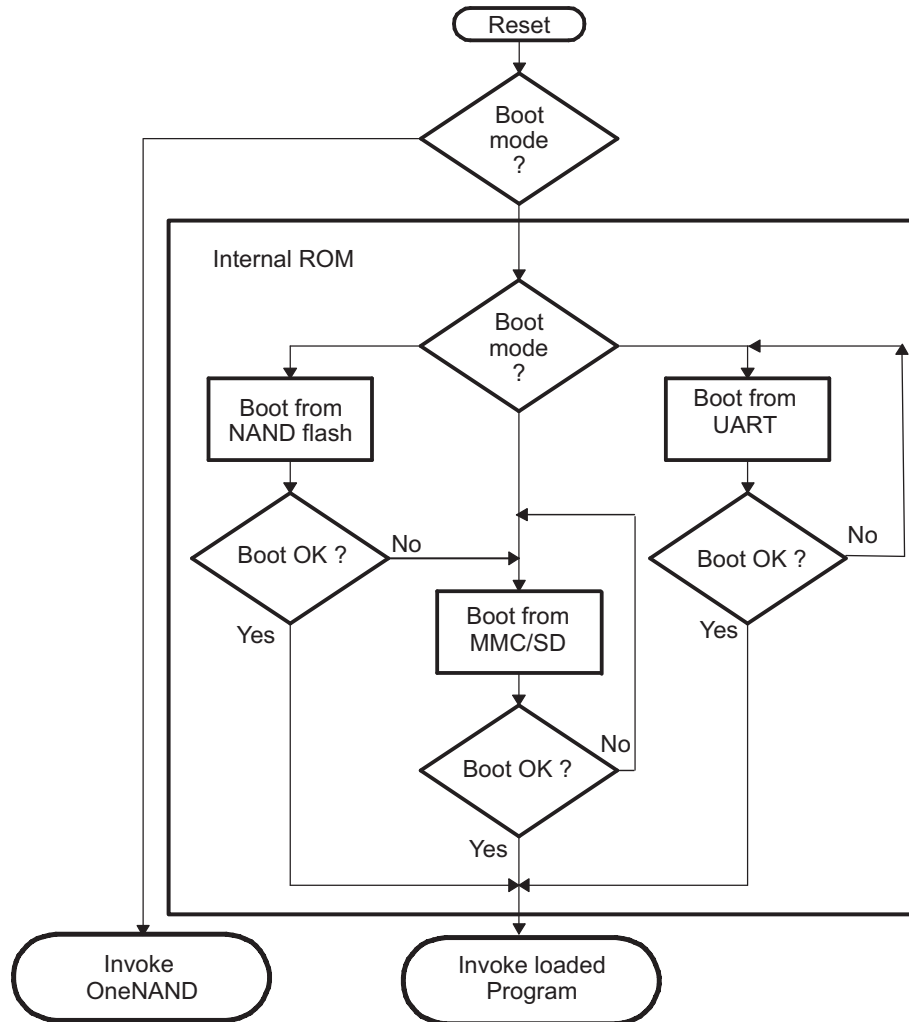 Reset
Boot
mode
?
Internal ROM
Boot
mode
?
Boot from
NAND flash
Boot from
UART
Boot OK ?
No
Yes
Boot OK ?
No
Yes
Boot from
MMC/SD
Boot OK ?
No
Yes
Invoke
OneNAND
Invoke loaded
Program